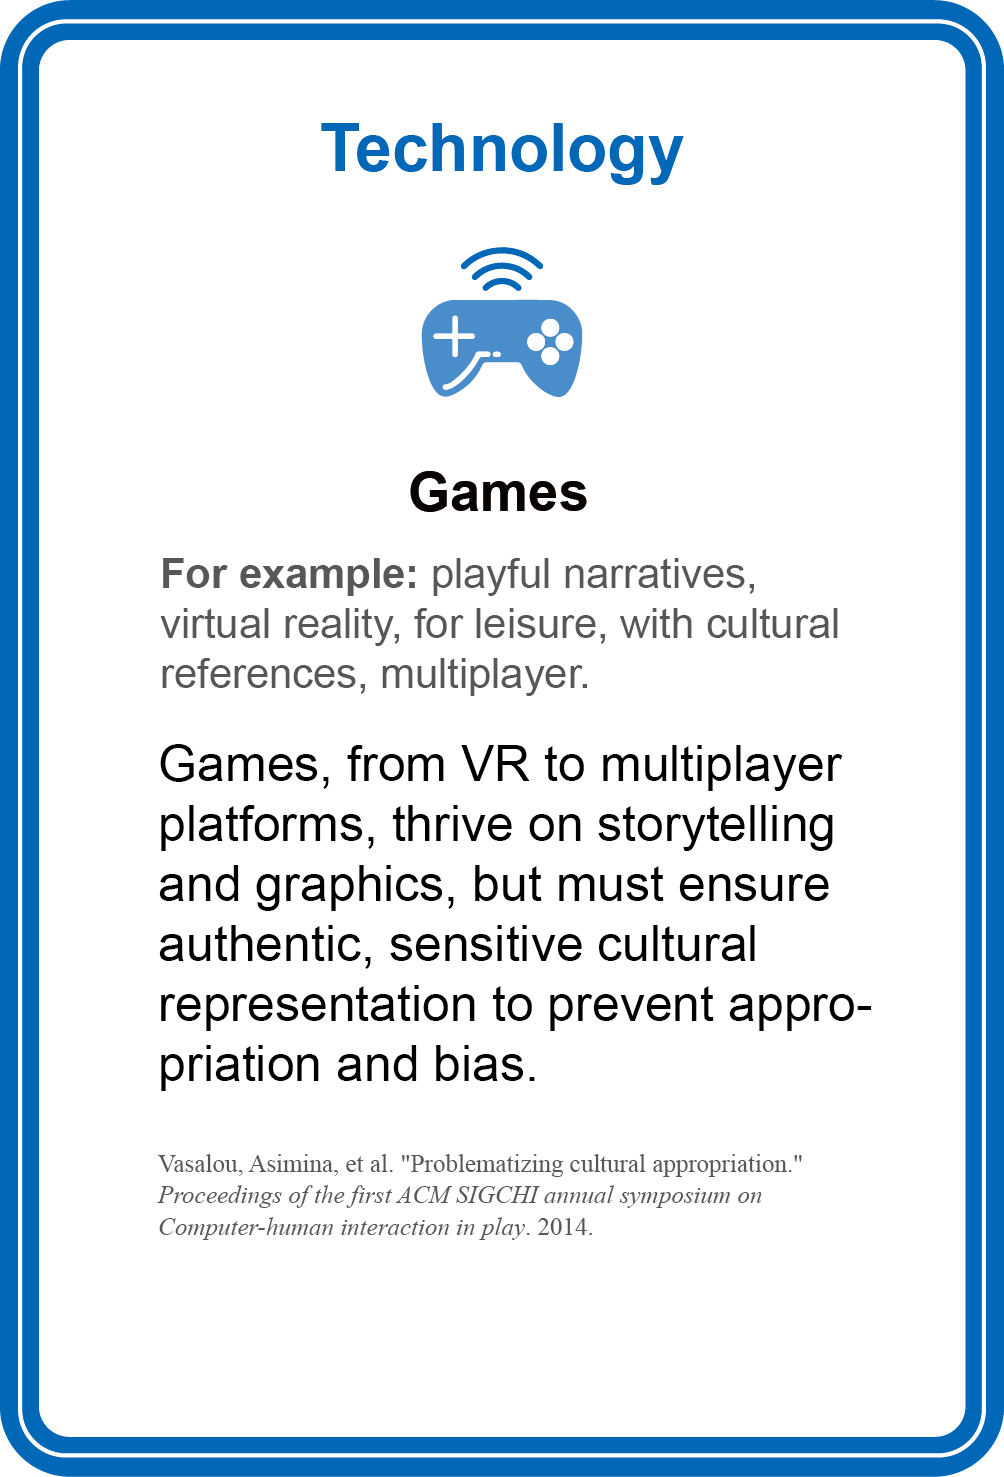 Technology
Games
For example: playful narratives,
virtual reality, for leisure, with cultural
references, multiplayer.
Games, from VR to multiplayer
platforms, thrive on storytelling
and graphics, but must ensure
authentic, sensitive cultural
representation to prevent appro-
priation and bias.
Vasalou, Asimina, et al. "Problematizing cultural appropriation."
Proceedings of the first ACM SIGCHI annual symposium on
Computer-human interaction in play. 2014.